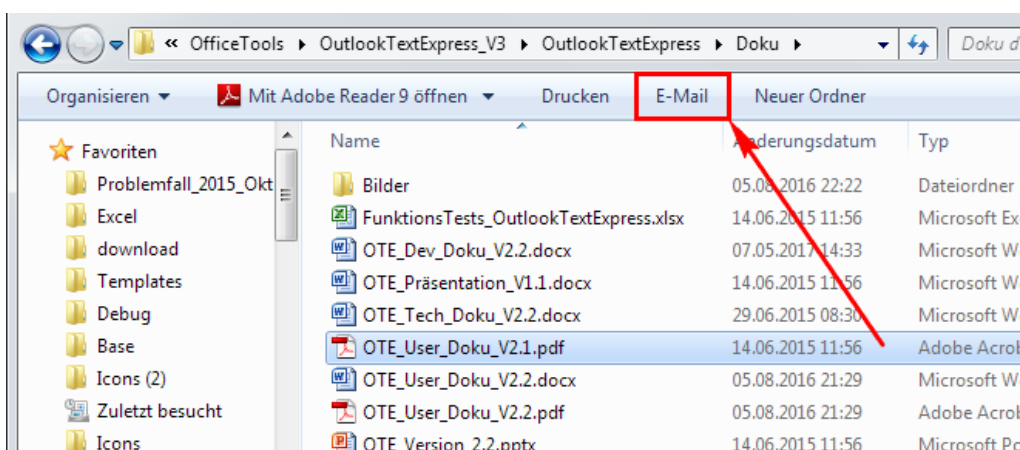 « OfficeTools ▸ OutlookTextExpress_V3 ▸ OutlookTextExpress ▸ Doku ▸ Doku d
Organisieren Mit Adobe Reader 9 öffnen Drucken E-Mail Neuer Ordner
Favoriten
Problemfall_2015_Okt
Excel
download
Templates
Debug
Base
Icons (2)
Zuletzt besucht
Icons
Name Änderungsdatum Typ
Bilder 05.08.2016 22:22 Dateiordner
FunktionsTests_OutlookTextExpress.xlsx 14.06.2015 11:56 Microsoft Ex
OTE_Dev_Doku_V2.2.docx 07.05.2017 14:33 Microsoft W
OTE_Präsentation_V1.1.docx 14.06.2015 11:56 Microsoft W
OTE_Tech_Doku_V2.2.docx 29.06.2015 08:30 Microsoft W
OTE_User_Doku_V2.1.pdf 14.06.2015 11:56 Adobe Acrob
OTE_User_Doku_V2.2.docx 05.08.2016 21:29 Microsoft W
OTE_User_Doku_V2.2.pdf 05.08.2016 21:29 Adobe Acrob
OTE_Version_2.2.pptx 14.06.2015 11:56 Microsoft Po